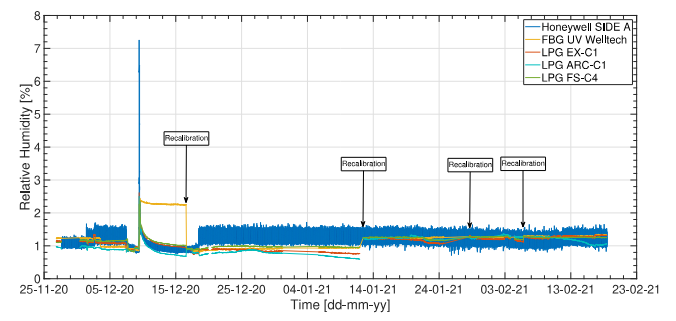 Honeywell SIDE A
FBG UV Welltech
LPG EX-C1
LPG ARC-C1
LPG FS-C4
Recalibration
Recalibration
Recalibration
Recalibration
Relative Humidity [%]
8
7
6
5
4
3
2
1
0
25-11-20
05-12-20
15-12-20
25-12-20
04-01-21
14-01-21
24-01-21
03-02-21
13-02-21
23-02-21
Time [dd-mm-yy]